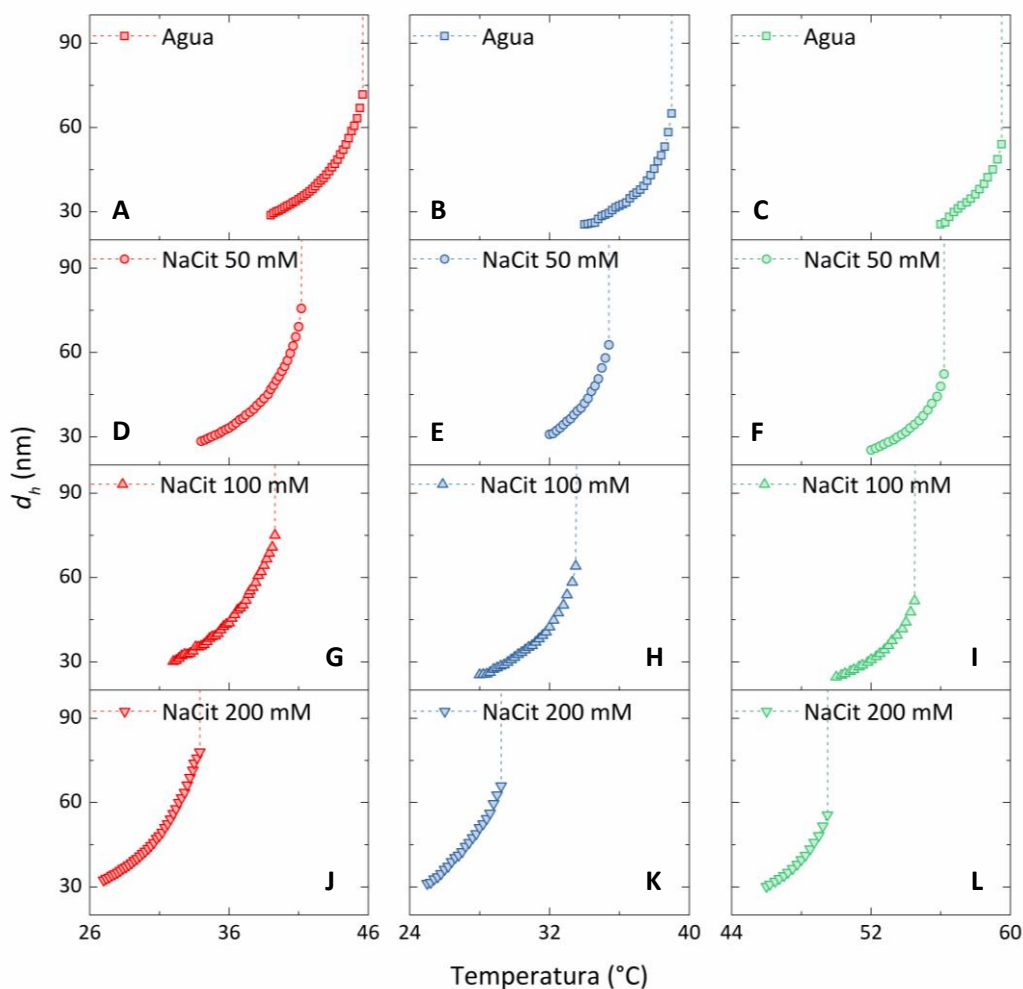 90
60
30
Agua
A
Agua
B
Agua
C
90
60
30
NaCit 50 mM
D
NaCit 50 mM
E
NaCit 50 mM
F
90
60
30
NaCit 100 mM
G
NaCit 100 mM
H
NaCit 100 mM
I
90
60
30
NaCit 200 mM
J
NaCit 200 mM
K
NaCit 200 mM
L
d_h (nm)
26 36 46 24 32 40 44 52 60
Temperatura (°C)